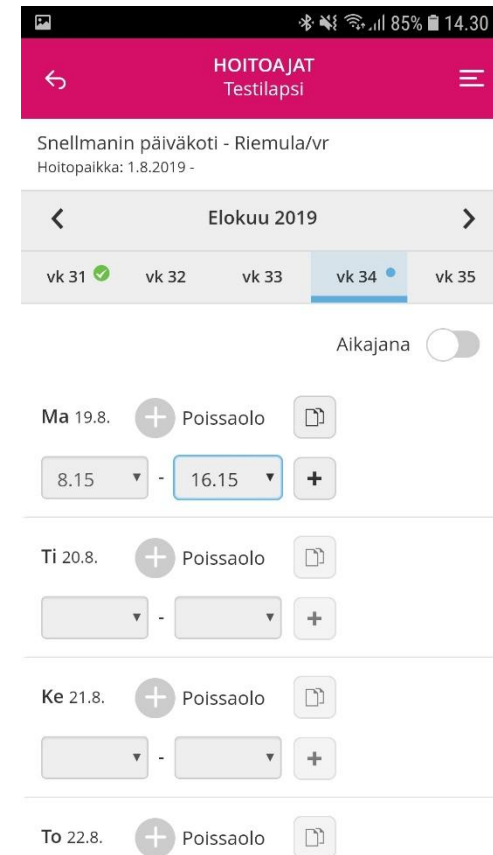 85% 14.30
HOITOAJAT
Testilapsi
Snellmanin päiväkoti - Riemula/vr
Hoitopaikka: 1.8.2019 -
Elokuu 2019
vk 31 vk 32 vk 33 vk 34 vk 35
Aikajana
Ma 19.8. Poissaolo
8.15 - 16.15 +
Ti 20.8. Poissaolo
- +
Ke 21.8. Poissaolo
- +
To 22.8. Poissaolo